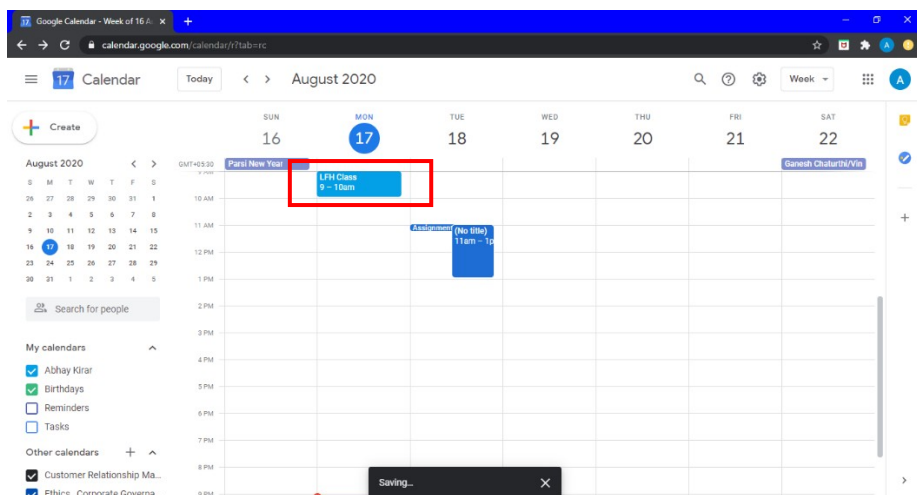 Google Calendar - Week of 16 A
calendar.google.com/calendar/r?tab=rc
17 Calendar Today August 2020 Week A
Create
SUN MON TUE WED THU FRI SAT
16 17 18 19 20 21 22
GMT+05:30 Parsi New Year Ganesh Chaturthi/Vin
August 2020
S M T W T F S
26 27 28 29 30 31 1
2 3 4 5 6 7 8
9 10 11 12 13 14 15
16 17 18 19 20 21 22
23 24 25 26 27 28 29
30 31 1 2 3 4 5
Search for people
My calendars
Abhay Kirar
Birthdays
Reminders
Tasks
Other calendars
Customer Relationship Ma...
Ethics, Corporate Governa
LFH Class
9 – 10am
10 AM
11 AM
Assignment
(No title)
11am – 1p
12 PM
1 PM
2 PM
3 PM
4 PM
5 PM
6 PM
7 PM
8 PM
9 PM
Saving...